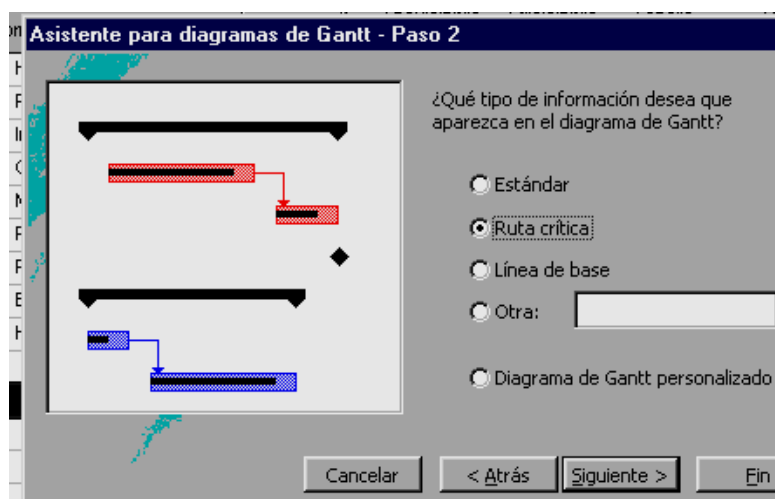 Asistente para diagramas de Gantt - Paso 2
¿Qué tipo de información desea que
aparezca en el diagrama de Gantt?
Estándar
Ruta crítica
Línea de base
Otra:
Diagrama de Gantt personalizado
Cancelar
< Atrás
Siguiente >
Fin